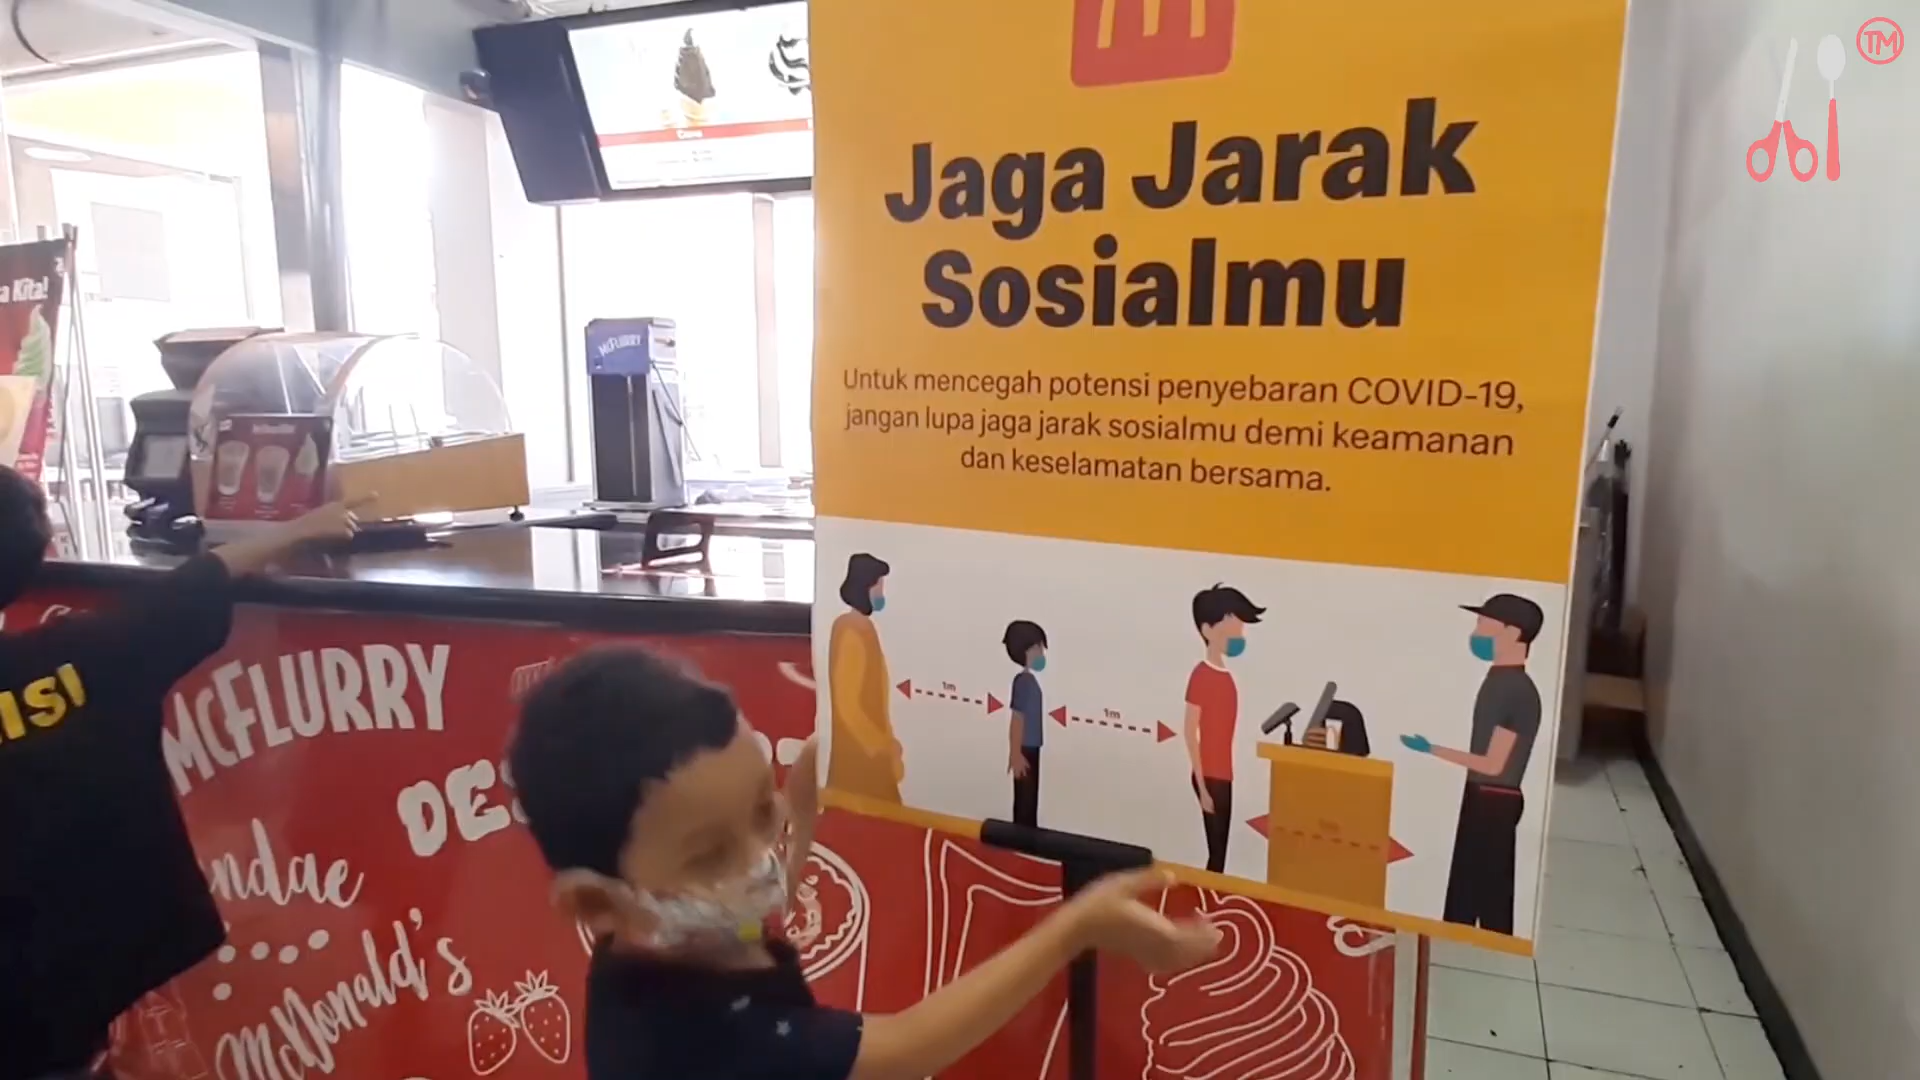 TM
Jaga Jarak
Sosialmu
Untuk mencegah potensi penyebaran COVID-19,
jangan lupa jaga jarak sosialmu demi keamanan
dan keselamatan bersama.
1m
1m
a Kita!
McFLURRY
ISI
McFLURRY
DES
ndae
McDonald's